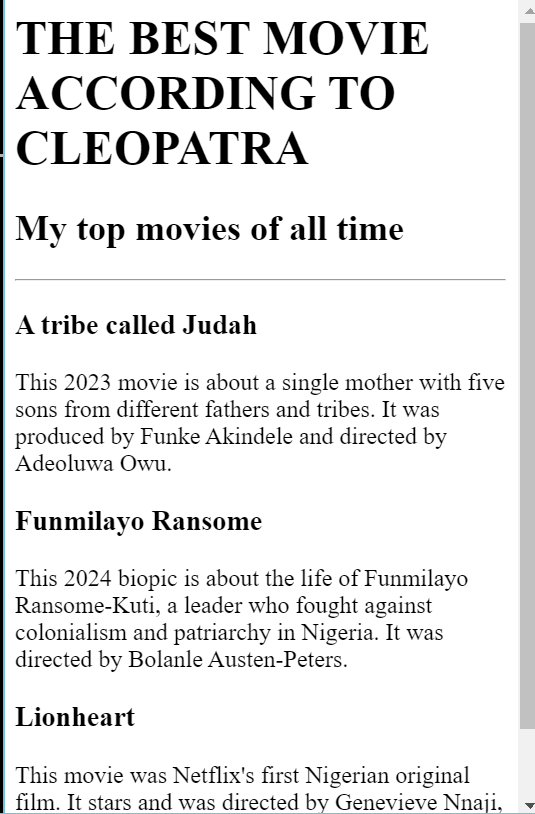 THE BEST MOVIE
ACCORDING TO
CLEOPATRA
My top movies of all time
A tribe called Judah
This 2023 movie is about a single mother with five
sons from different fathers and tribes. It was
produced by Funke Akindele and directed by
Adeoluwa Owu.
Funmilayo Ransome
This 2024 biopic is about the life of Funmilayo
Ransome-Kuti, a leader who fought against
colonialism and patriarchy in Nigeria. It was
directed by Bolanle Austen-Peters.
Lionheart
This movie was Netflix's first Nigerian original
film. It stars and was directed by Genevieve Nnaji,